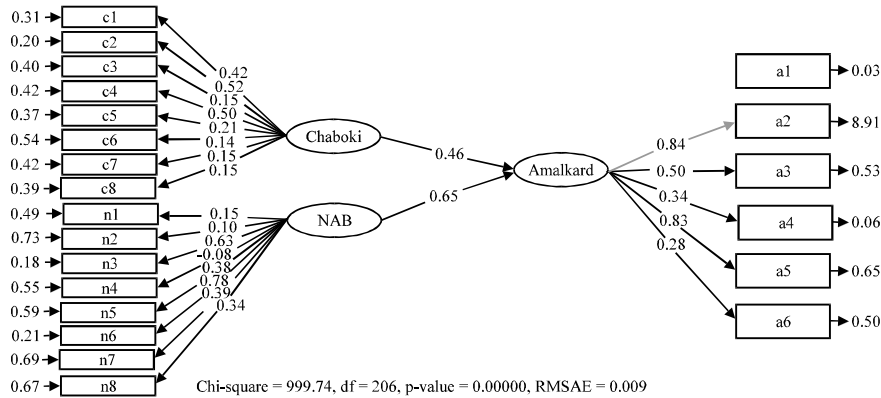 0.31 c1
0.20 c2
0.40 c3
0.42 c4
0.37 c5
0.54 c6
0.42 c7
0.39 c8
0.49 n1
0.73 n2
0.18 n3
0.55 n4
0.59 n5
0.21 n6
0.69 n7
0.67 n8
0.42
0.52
0.15
0.50
0.21
0.14
0.15
0.15
0.15
0.10
0.63
-0.08
0.38
0.78
0.39
0.34
Chaboki
NAB
0.46
0.65
Amalkard
0.84
0.50
0.34
0.83
0.28
a1 0.03
a2 8.91
a3 0.53
a4 0.06
a5 0.65
a6 0.50
Chi-square = 999.74, df = 206, p-value = 0.00000, RMSAE = 0.009